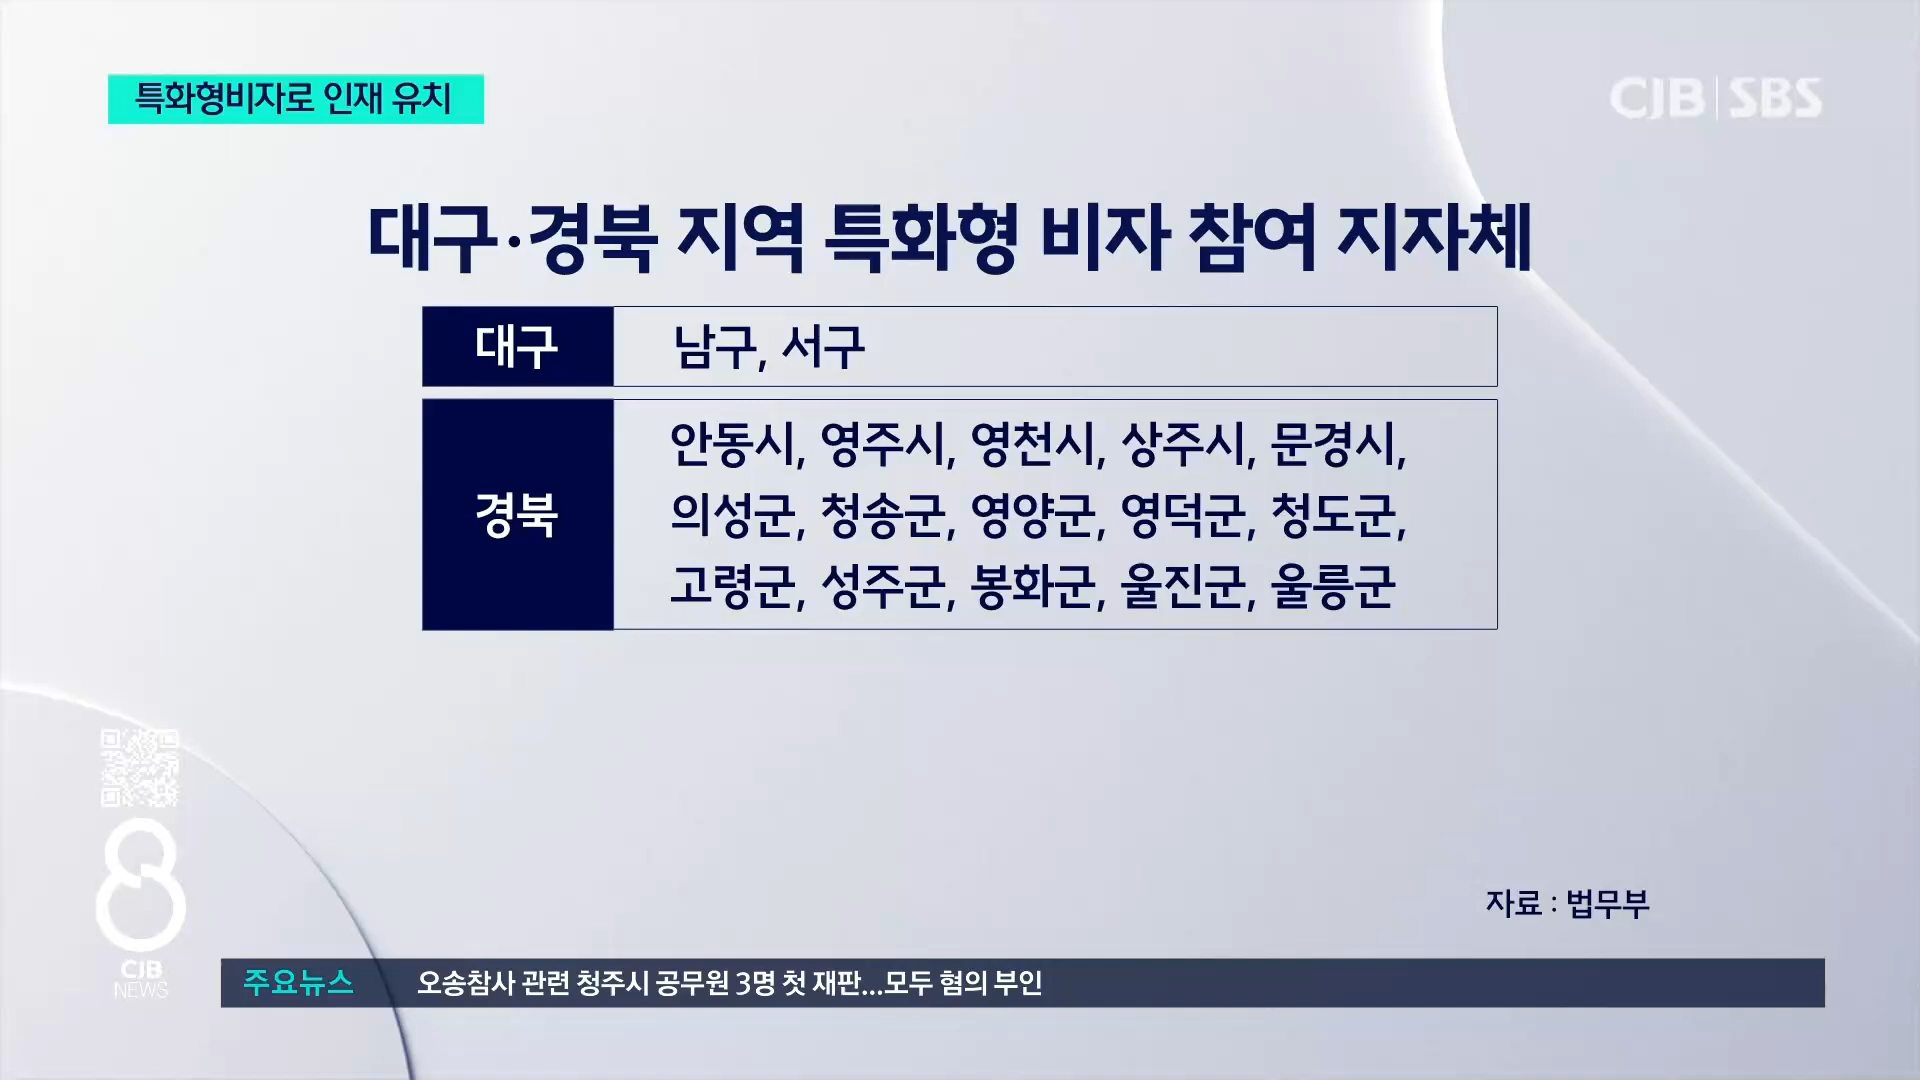 특화형비자로 인재 유치
CJB SBS
대구·경북 지역 특화형 비자 참여 지자체
대구
남구, 서구
경북
안동시, 영주시, 영천시, 상주시, 문경시,
의성군, 청송군, 영양군, 영덕군, 청도군,
고령군, 성주군, 봉화군, 울진군, 울릉군
자료 : 법무부
8
CJB
NEWS
주요뉴스
오송참사 관련 청주시 공무원 3명 첫 재판...모두 혐의 부인